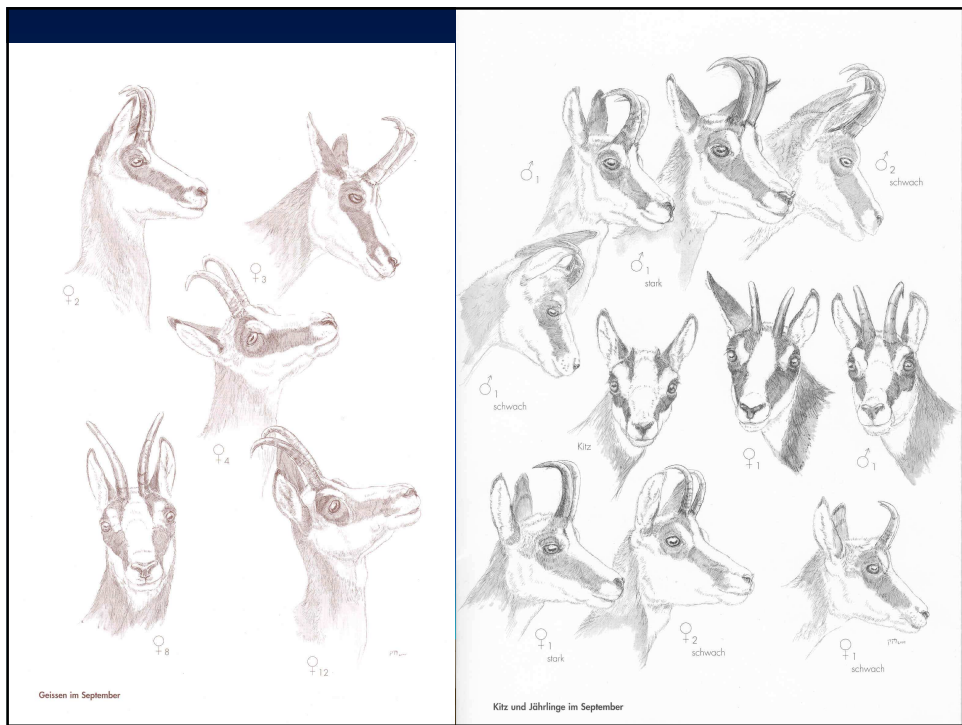 ♀ 2
♀ 3
♀ 4
♀ 8
♀ 12
Geissen im September
♂ 1
♂ 1
stark
♂ 2
schwach
♂ 1
schwach
Kitz
♀ 1
♂ 1
♀ 1
stark
♀ 2
schwach
♀ 1
schwach
Kitz und Jährlinge im September